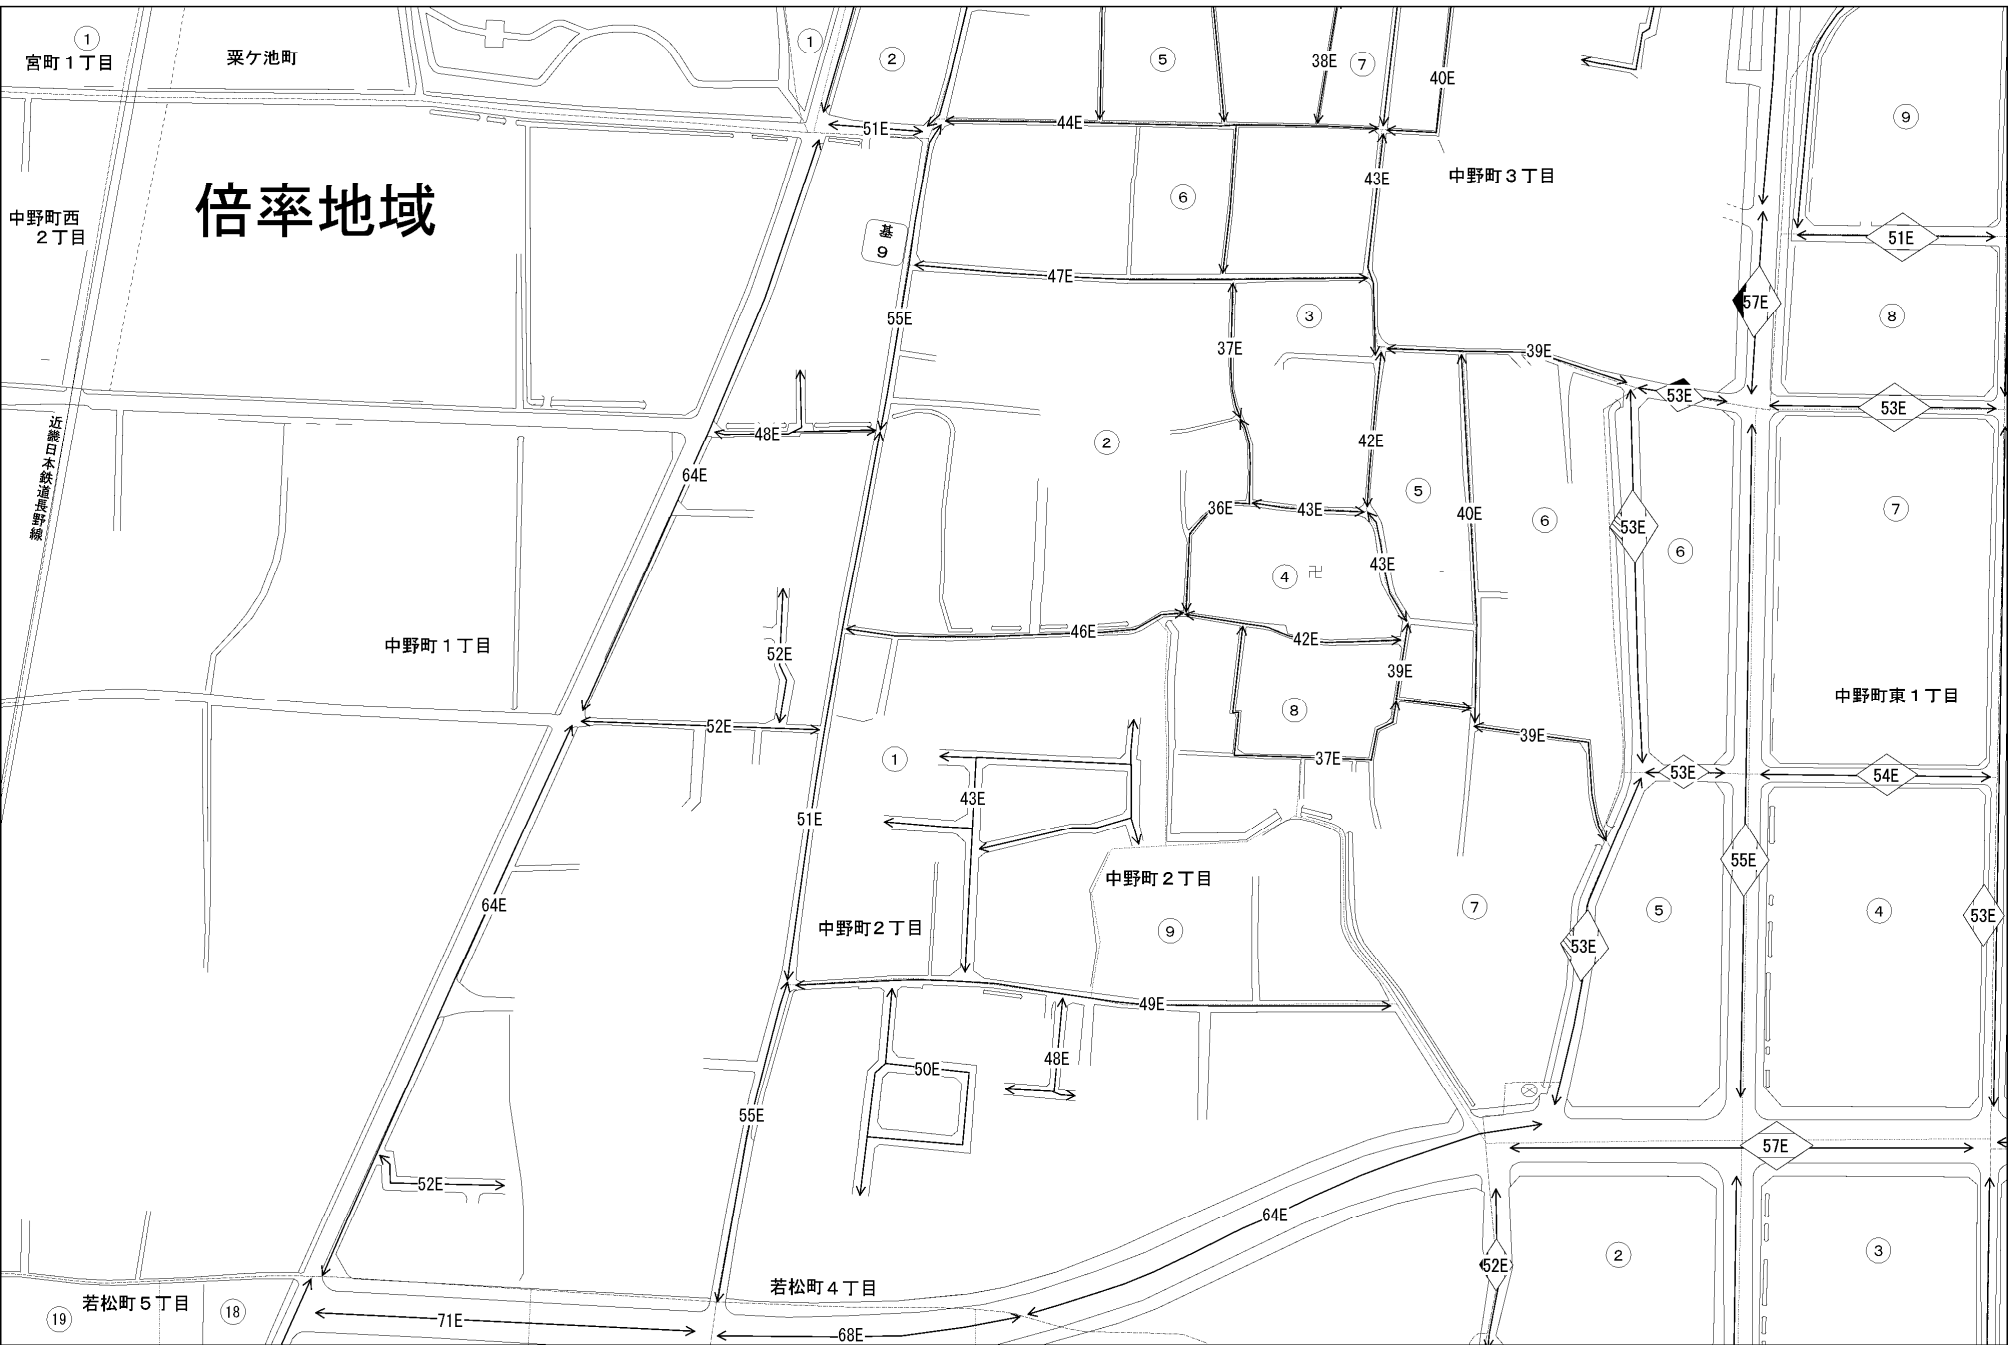 ①
宮町１丁目
粟ケ池町
①
②
⑤
38E
⑦
40E
⑨
51E
44E
中野町３丁目
43E
中野町西
２丁目
倍率地域
⑥
基
9
51E
47E
57E
55E
③
⑧
37E
39E
53E
53E
近畿日本鉄道長野線
48E
②
42E
64E
⑤
36E
43E
40E
⑥
53E
⑦
⑥
43E
④
卍
中野町１丁目
46E
42E
52E
39E
中野町東１丁目
⑧
52E
39E
①
37E
53E
54E
43E
51E
55E
中野町２丁目
64E
中野町２丁目
⑨
⑦
⑤
④
53E
53E
49E
48E
50E
55E
57E
52E
64E
②
③
52E
若松町４丁目
若松町５丁目
⑲
⑱
71E
68E